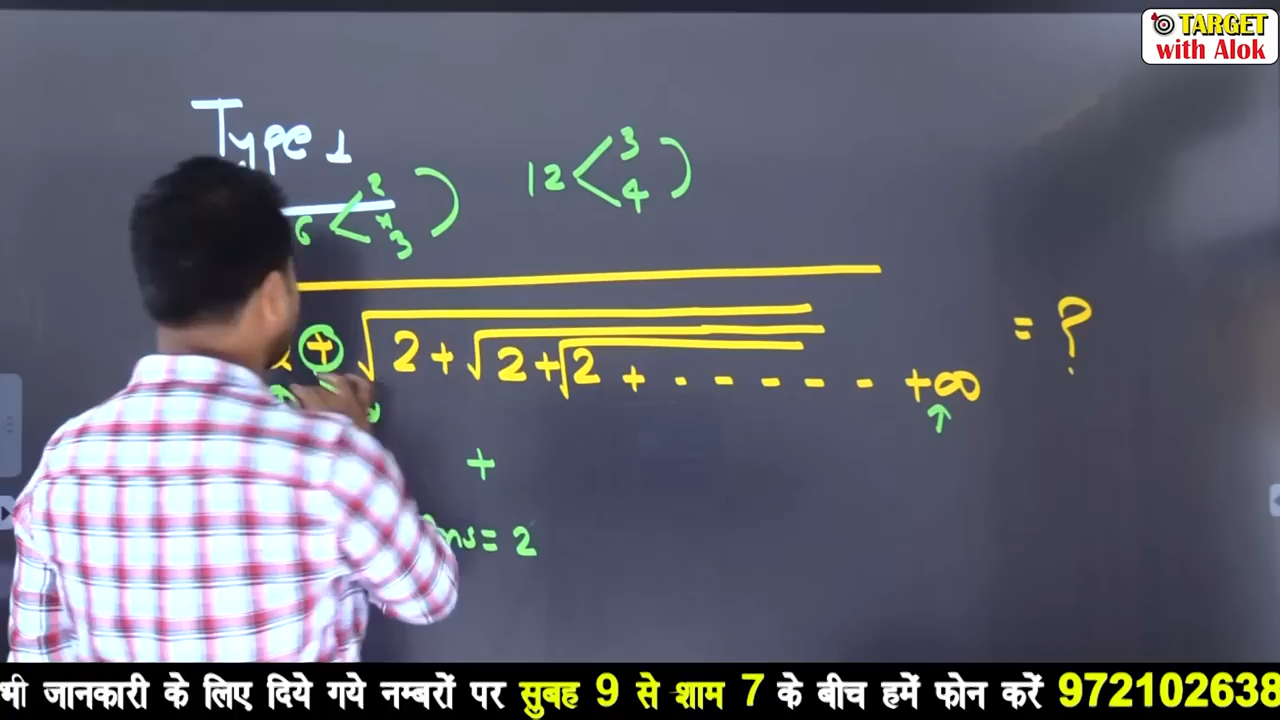 TARGET
with Alok
Type 1
6 < 2 × 3 )
12 < 3 4 )
+ √2 + √2 + √2 + - - - - - +∞ = ?
+
= 2
भी जानकारी के लिए दिये गये नम्बरों पर सुबह 9 से शाम 7 के बीच हमें फोन करें 972102638